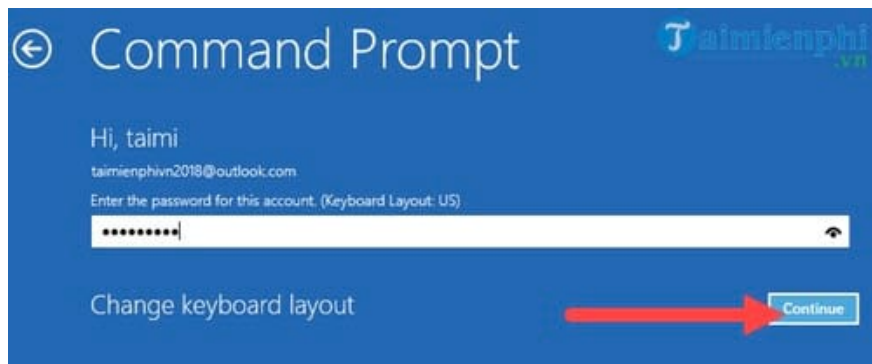 Command Prompt
Taimienphi
.vn
Hi, taimi
taimienphivn2018@outlook.com
Enter the password for this account. (Keyboard Layout: US)
•••••••••
Change keyboard layout
Continue